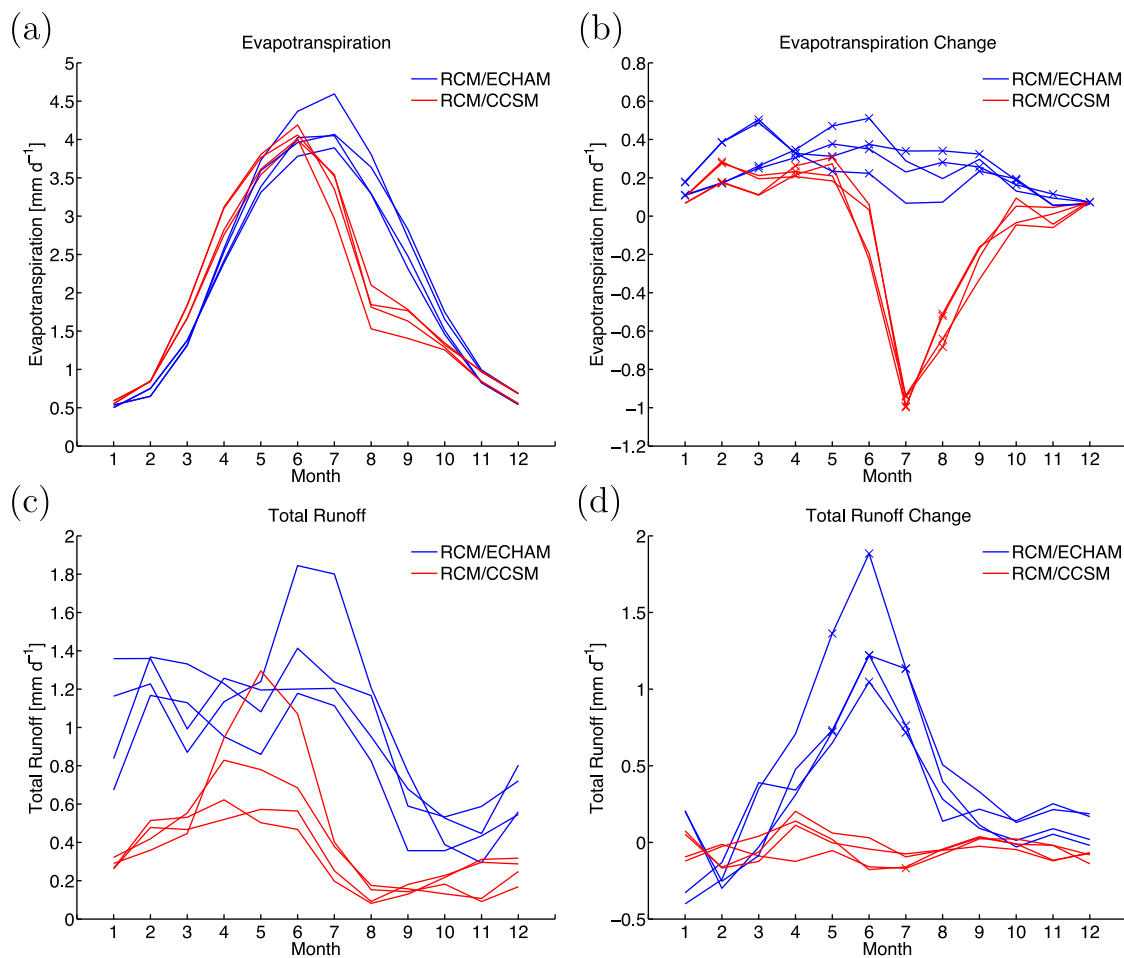 (a)
Evapotranspiration
RCM/ECHAM
RCM/CCSM
Evapotranspiration [mm d⁻¹]
5
4.5
4
3.5
3
2.5
2
1.5
1
0.5
0
1 2 3 4 5 6 7 8 9 10 11 12
Month
(b)
Evapotranspiration Change
RCM/ECHAM
RCM/CCSM
Evapotranspiration [mm d⁻¹]
0.8
0.6
0.4
0.2
0
−0.2
−0.4
−0.6
−0.8
−1
−1.2
1 2 3 4 5 6 7 8 9 10 11 12
Month
(c)
Total Runoff
RCM/ECHAM
RCM/CCSM
Total Runoff [mm d⁻¹]
2
1.8
1.6
1.4
1.2
1
0.8
0.6
0.4
0.2
0
1 2 3 4 5 6 7 8 9 10 11 12
Month
(d)
Total Runoff Change
RCM/ECHAM
RCM/CCSM
Total Runoff [mm d⁻¹]
2
1.5
1
0.5
0
−0.5
1 2 3 4 5 6 7 8 9 10 11 12
Month